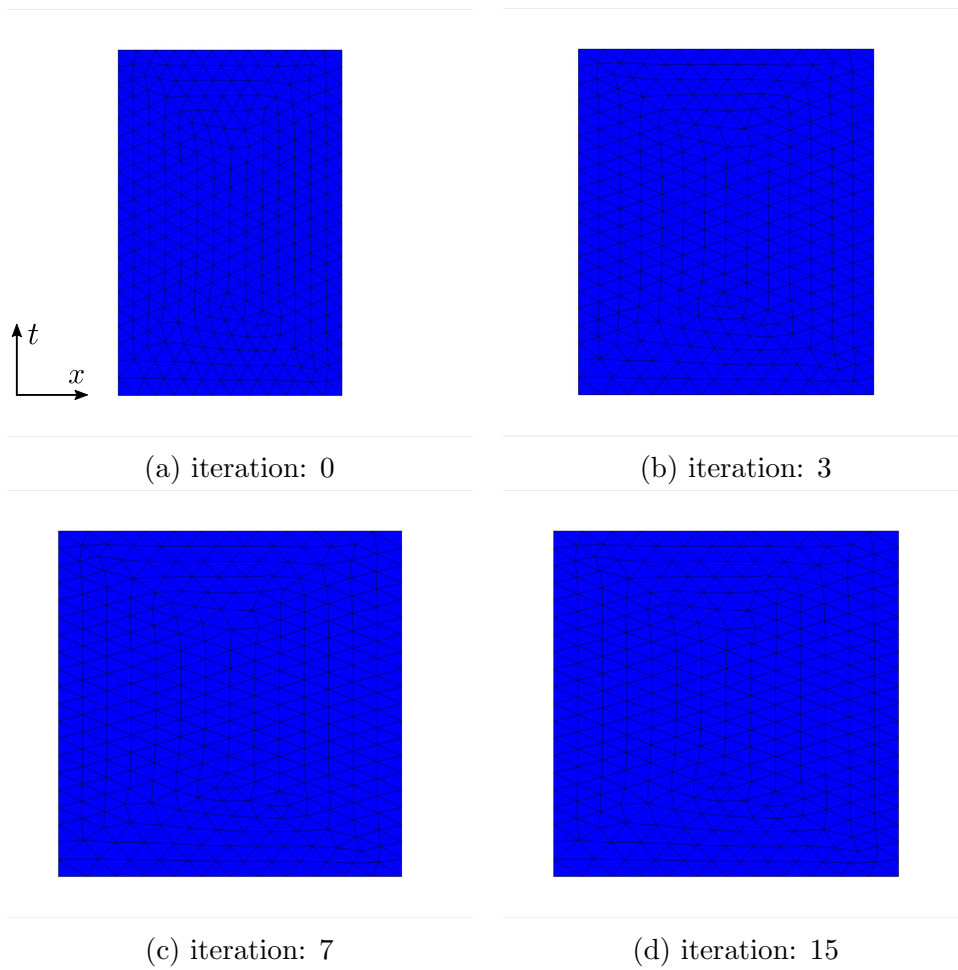 t
x
(a) iteration: 0
(b) iteration: 3
(c) iteration: 7
(d) iteration: 15